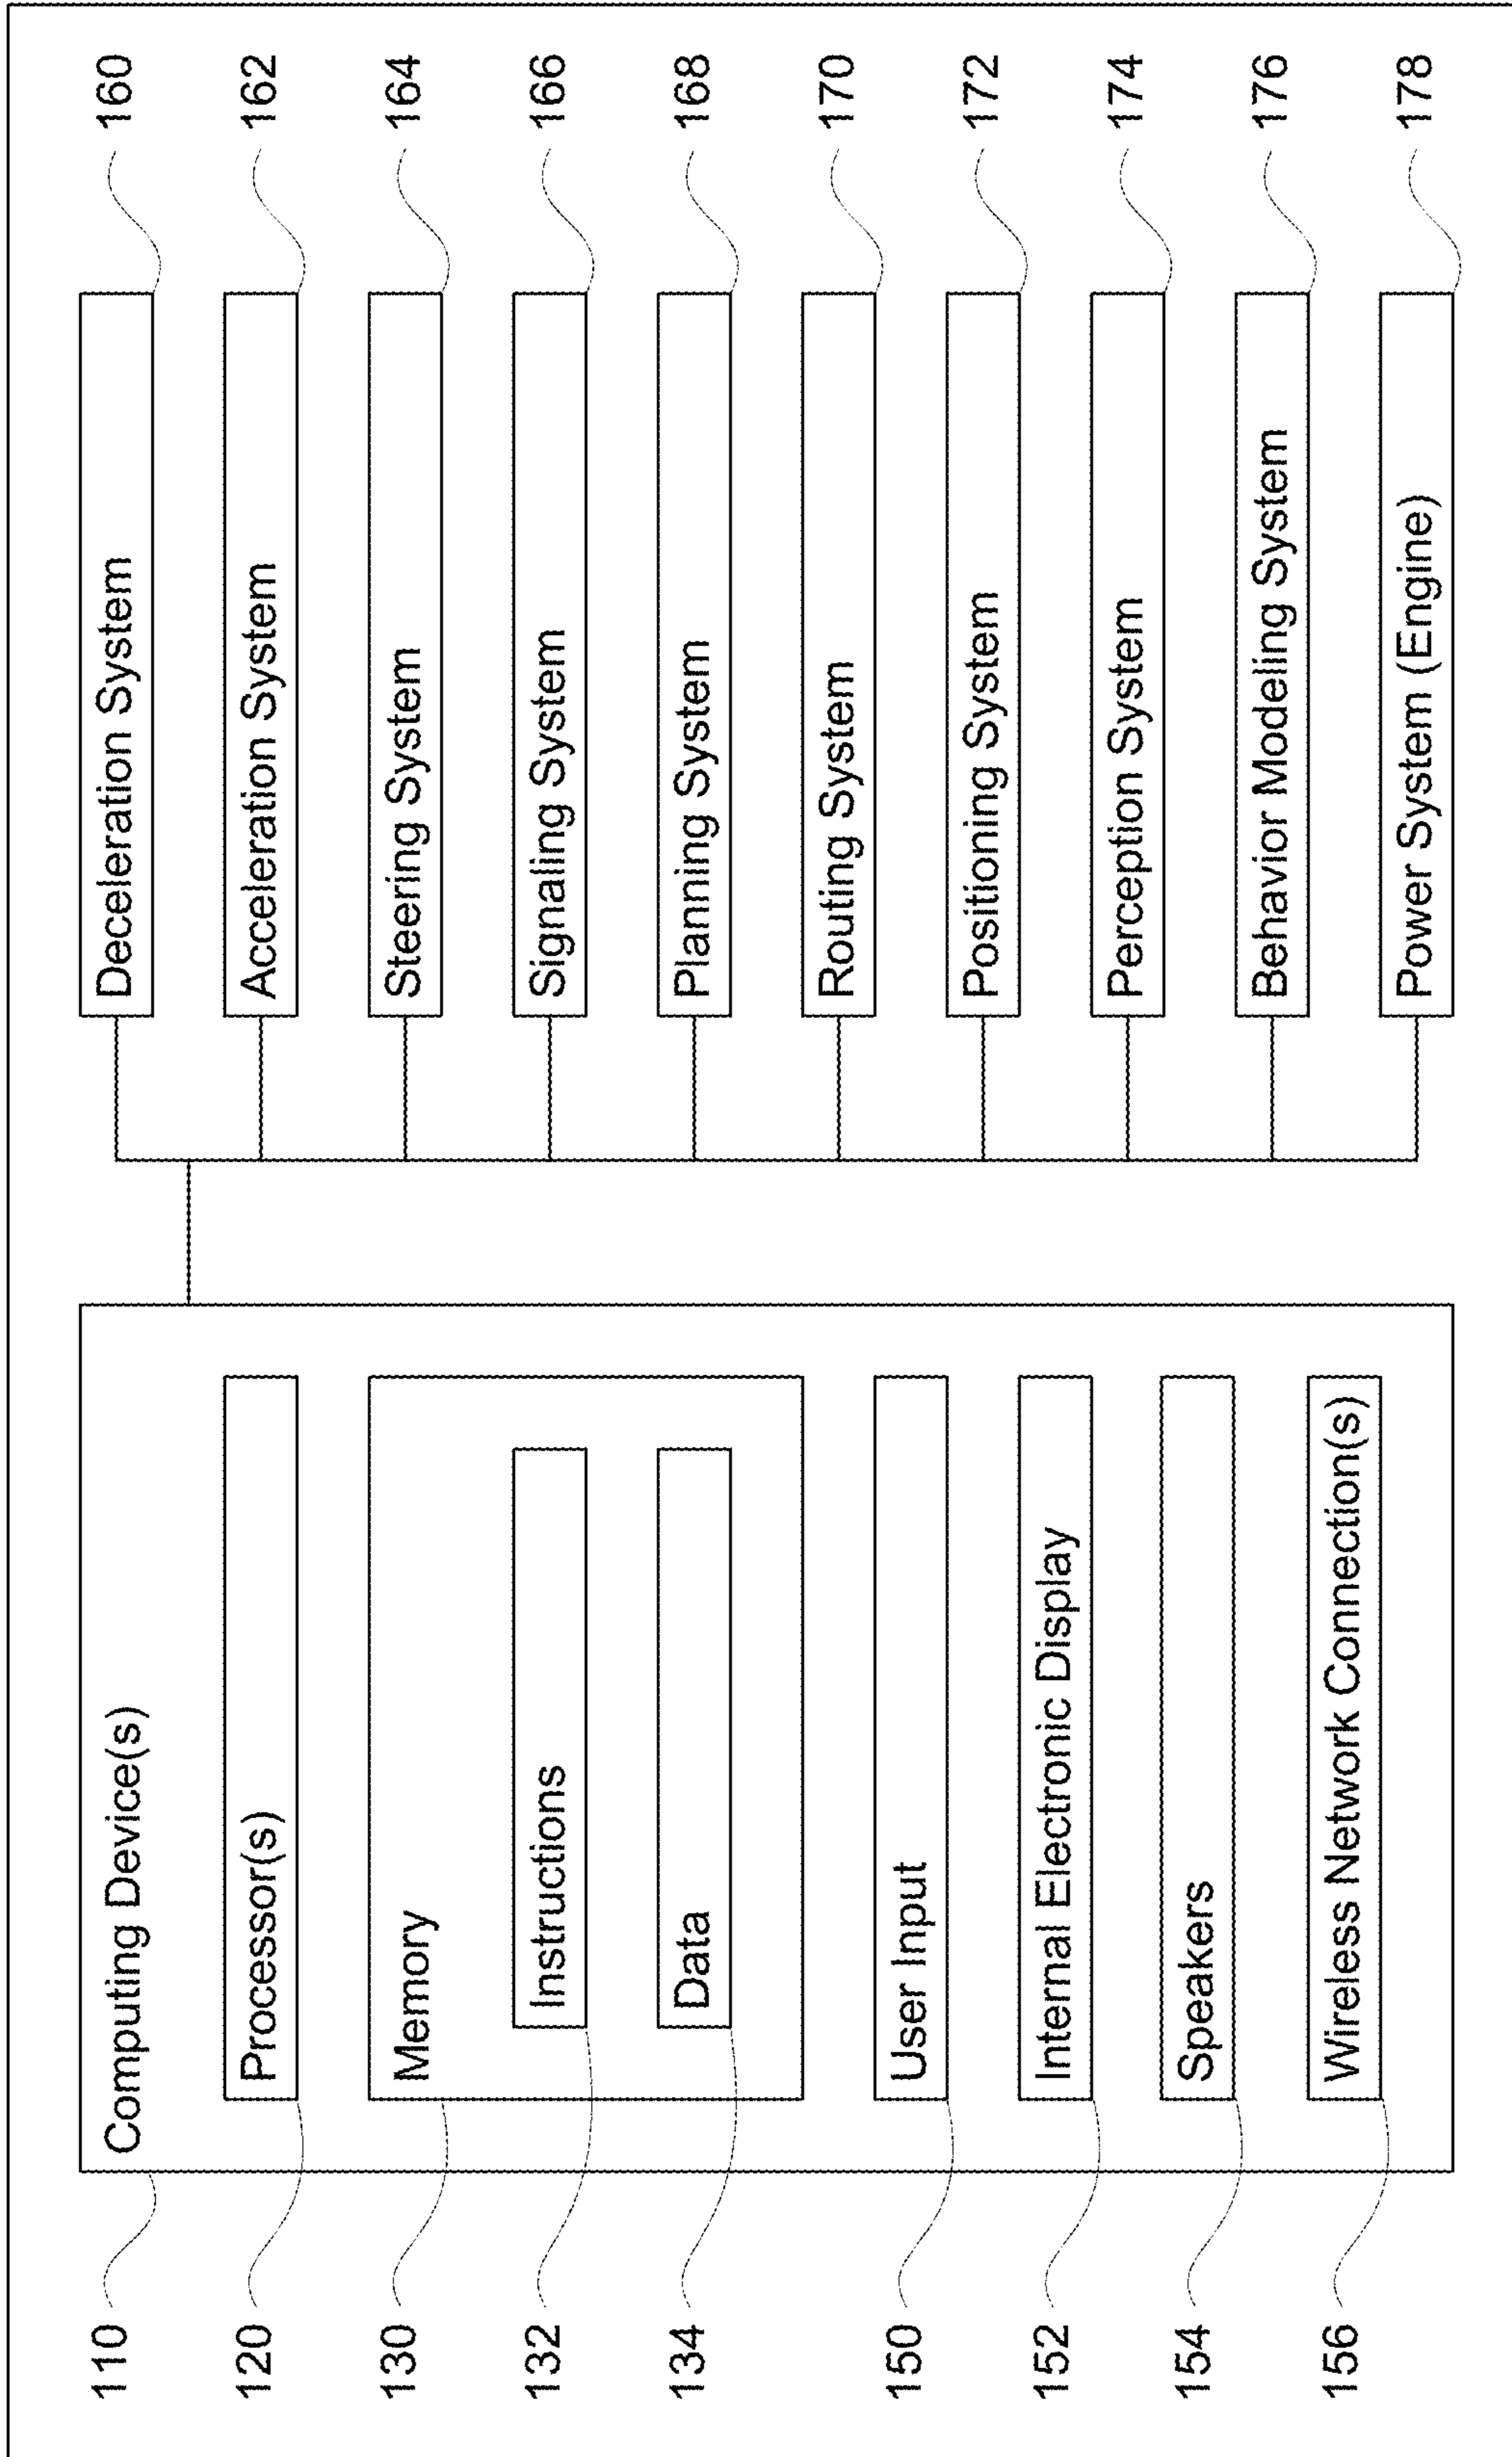 110
Computing Device(s)
120
Processor(s)
130
Memory
132
Instructions
134
Data
150
User Input
152
Internal Electronic Display
154
Speakers
156
Wireless Network Connection(s)
Deceleration System
160
Acceleration System
162
Steering System
164
Signaling System
166
Planning System
168
Routing System
170
Positioning System
172
Perception System
174
Behavior Modeling System
176
Power System (Engine)
178